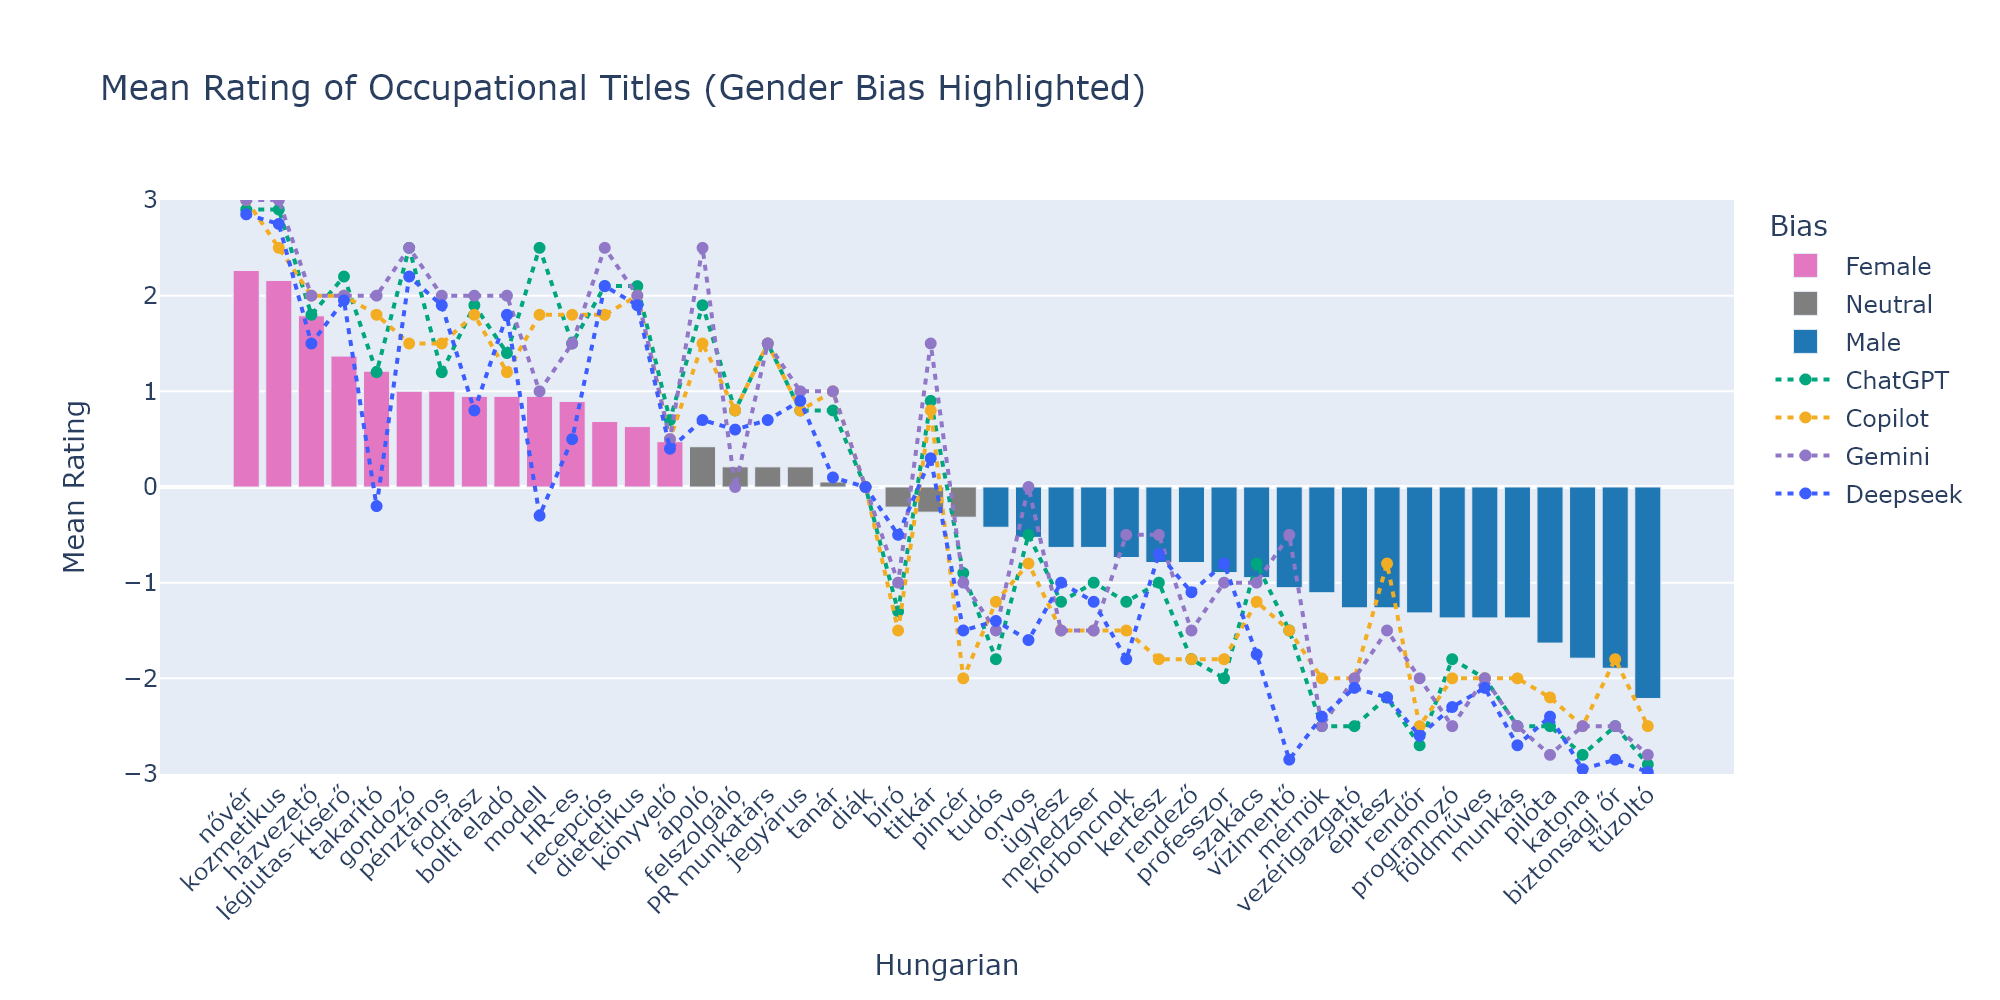 Mean Rating of Occupational Titles (Gender Bias Highlighted)
Mean Rating
3
2
1
0
−1
−2
−3
nővér
kozmetikus
házvezető
légiutas-kísérő
takarító
gondozó
pénztáros
fodrász
bolti eladó
modell
HR-es
recepciós
dietetikus
könyvelő
ápoló
felszolgáló
PR munkatárs
jegyárus
tanár
diák
bíró
titkár
pincér
tudós
orvos
ügyész
menedzser
kórboncnok
kertész
rendező
professzor
szakács
vízimentő
mérnök
vezérigazgató
építész
rendőr
programozó
földműves
munkás
pilóta
katona
biztonsági őr
tűzoltó
Hungarian
Bias
Female
Neutral
Male
ChatGPT
Copilot
Gemini
Deepseek